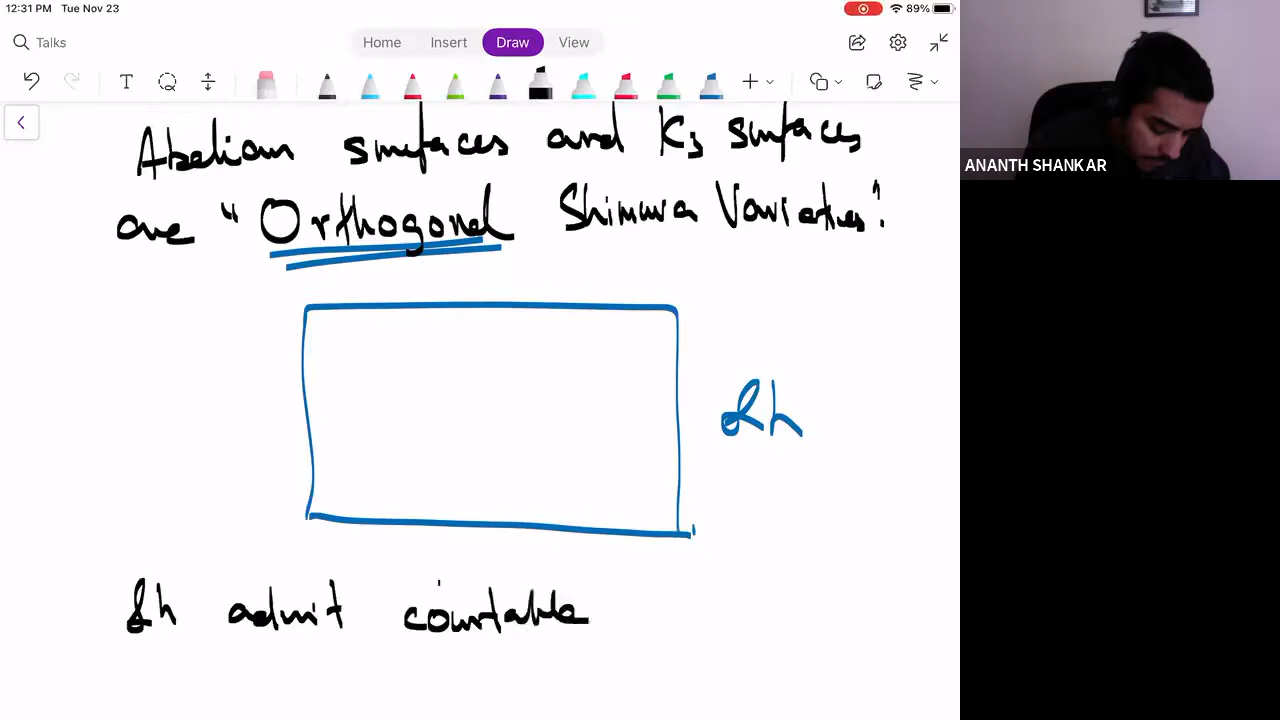 12:31 PM Tue Nov 23
89%
Talks
Home Insert Draw View
Abelian surfaces and K3 surfaces
are "Orthogonal Shimura Varieties".
Sh
Sh admit countable
ANANTH SHANKAR